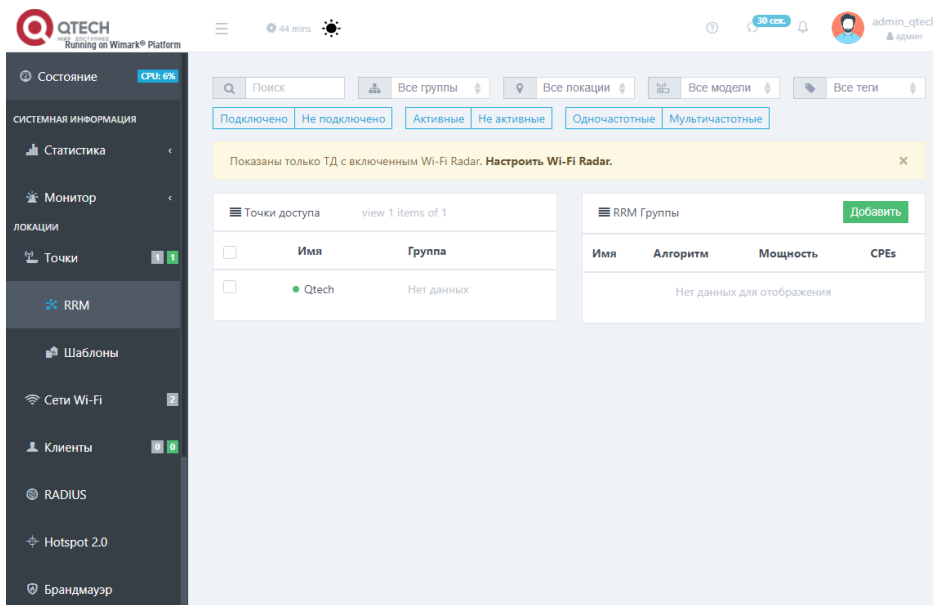 QTECH
МИР ДОСТУПНЕЕ
Running on Wimark® Platform
44 mins
30 сек.
admin_qtech
админ
Состояние CPU: 6%
СИСТЕМНАЯ ИНФОРМАЦИЯ
Статистика
Монитор
ЛОКАЦИИ
Точки 1 1
RRM
Шаблоны
Сети Wi-Fi 2
Клиенты 0 0
RADIUS
Hotspot 2.0
Брандмауэр
Поиск Все группы Все локации Все модели Все теги
Подключено Не подключено Активные Не активные Одночастотные Мультичастотные
Показаны только ТД с включенным Wi-Fi Radar. Настроить Wi-Fi Radar. ×
Точки доступа view 1 items of 1
Имя Группа
Qtech Нет данных
RRM Группы Добавить
Имя Алгоритм Мощность CPEs
Нет данных для отображения